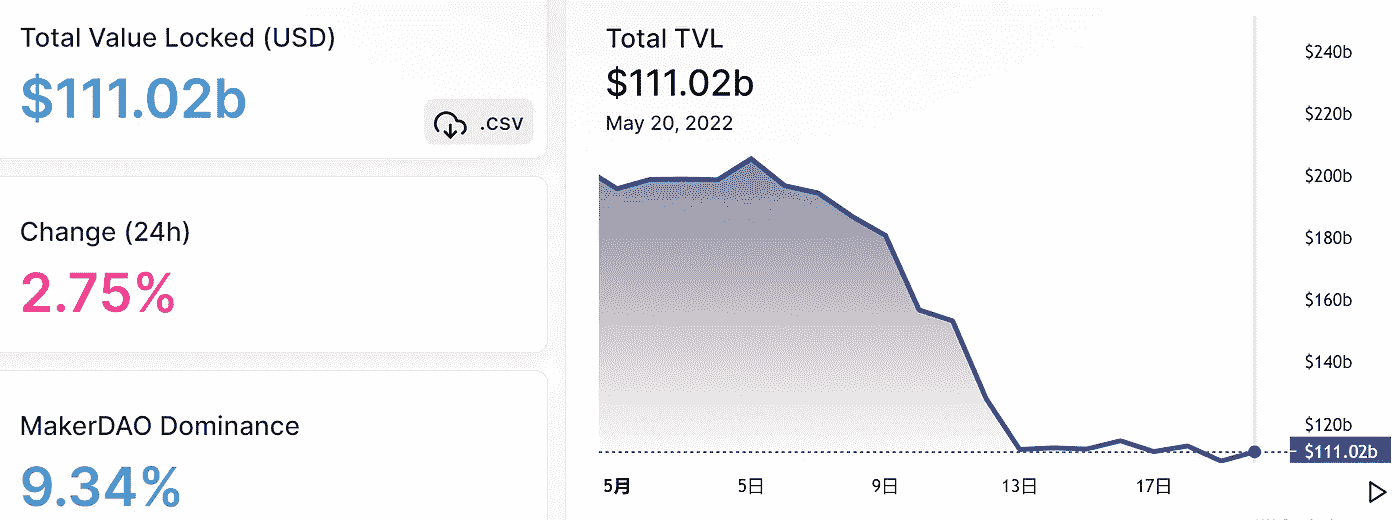 Total Value Locked (USD)
$111.02b
.csv
Change (24h)
2.75%
MakerDAO Dominance
9.34%
Total TVL
$111.02b
May 20, 2022
$240b
$220b
$200b
$180b
$160b
$140b
$120b
$111.02b
5月
5日
9日
13日
17日